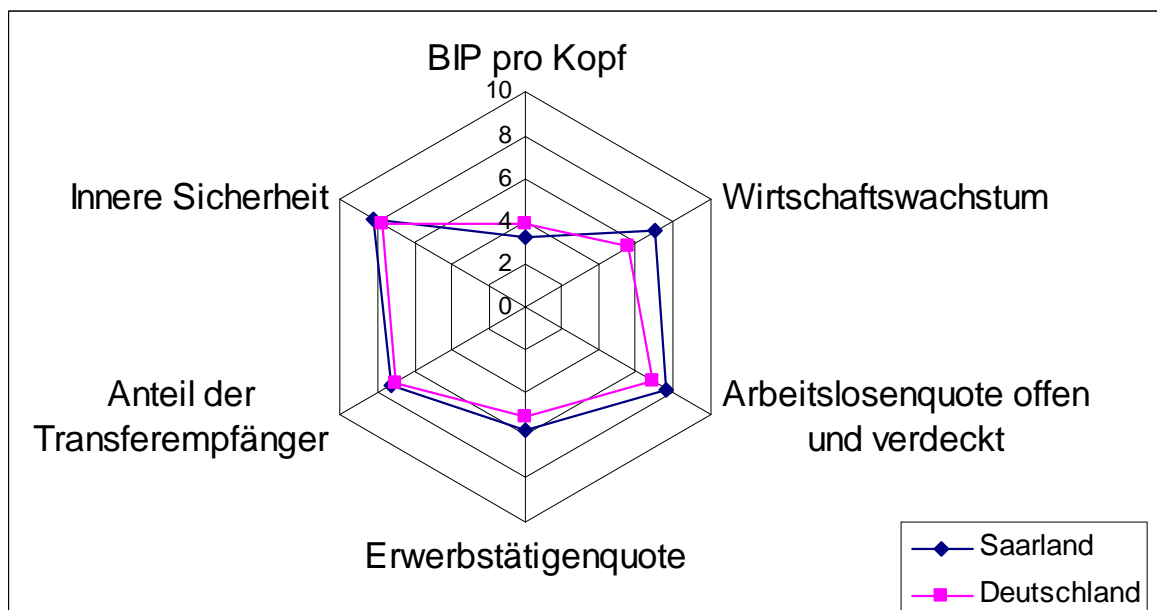 BIP pro Kopf
10
8
6
4
2
0
Innere Sicherheit
Wirtschaftswachstum
Anteil der
Transferempfänger
Arbeitslosenquote offen
und verdeckt
Erwerbstätigenquote
Saarland
Deutschland